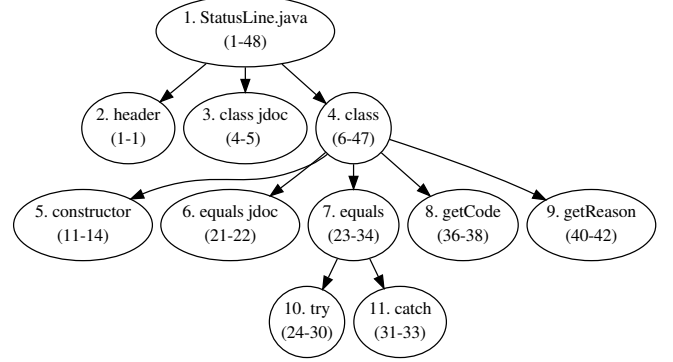 1. StatusLine.java
(1-48)
2. header
(1-1)
3. class jdoc
(4-5)
4. class
(6-47)
5. constructor
(11-14)
6. equals jdoc
(21-22)
7. equals
(23-34)
8. getCode
(36-38)
9. getReason
(40-42)
10. try
(24-30)
11. catch
(31-33)